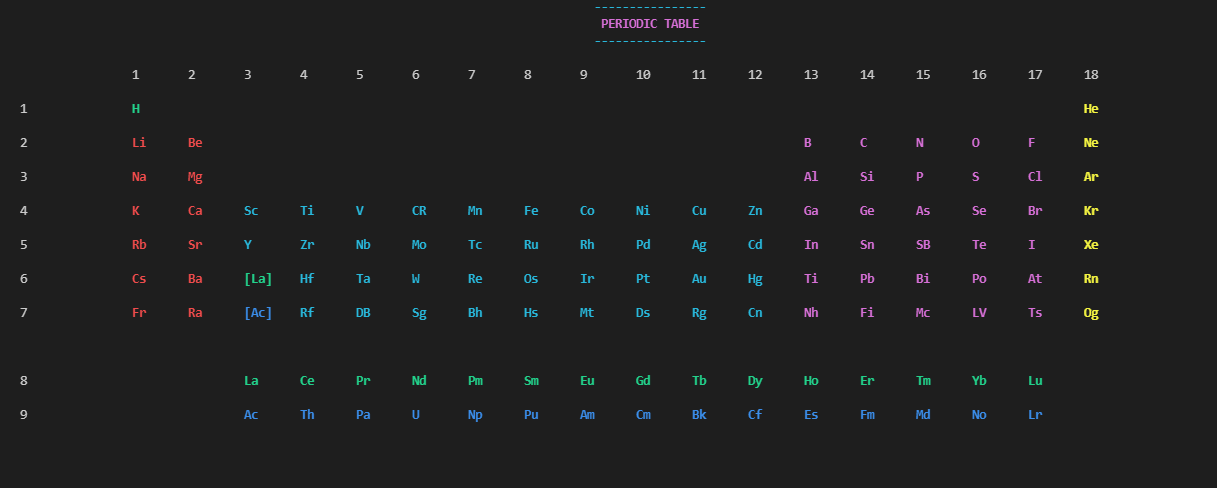 ----------------
PERIODIC TABLE
----------------
1 2 3 4 5 6 7 8 9 10 11 12 13 14 15 16 17 18
1 H He
2 Li Be B C N O F Ne
3 Na Mg Al Si P S Cl Ar
4 K Ca Sc Ti V CR Mn Fe Co Ni Cu Zn Ga Ge As Se Br Kr
5 Rb Sr Y Zr Nb Mo Tc Ru Rh Pd Ag Cd In Sn SB Te I Xe
6 Cs Ba [La] Hf Ta W Re Os Ir Pt Au Hg Ti Pb Bi Po At Rn
7 Fr Ra [Ac] Rf DB Sg Bh Hs Mt Ds Rg Cn Nh Fi Mc LV Ts Og
8 La Ce Pr Nd Pm Sm Eu Gd Tb Dy Ho Er Tm Yb Lu
9 Ac Th Pa U Np Pu Am Cm Bk Cf Es Fm Md No Lr